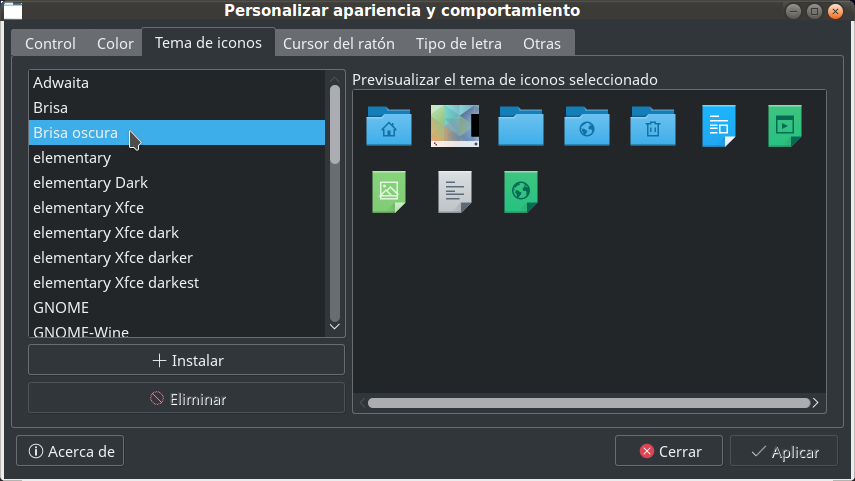 Personalizar apariencia y comportamiento
Control Color Tema de iconos Cursor del ratón Tipo de letra Otras
Adwaita
Brisa
Brisa oscura
elementary
elementary Dark
elementary Xfce
elementary Xfce dark
elementary Xfce darker
elementary Xfce darkest
GNOME
GNOME-Wine
Instalar
Eliminar
Previsualizar el tema de iconos seleccionado
Acerca de
Cerrar
Aplicar